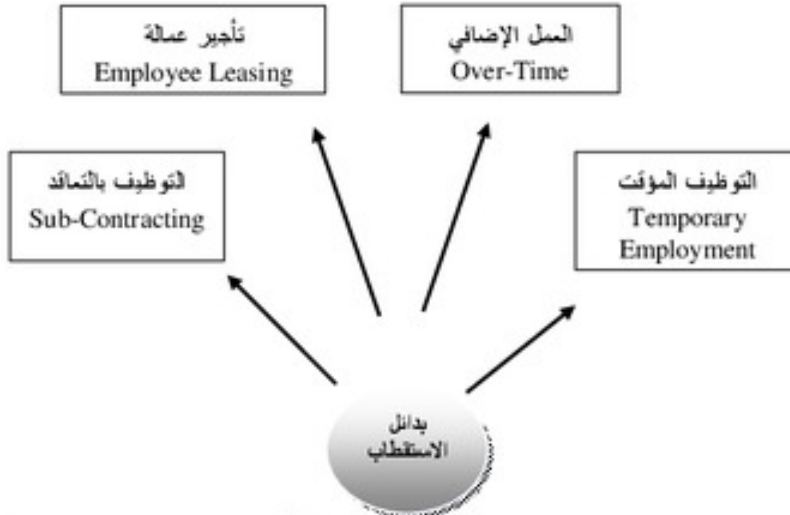 تأجير عمالة
Employee Leasing
العمل الإضافي
Over-Time
التوظيف بالتعاقد
Sub-Contracting
التوظيف المؤقت
Temporary
Employment
بدائل
الاستقطاب